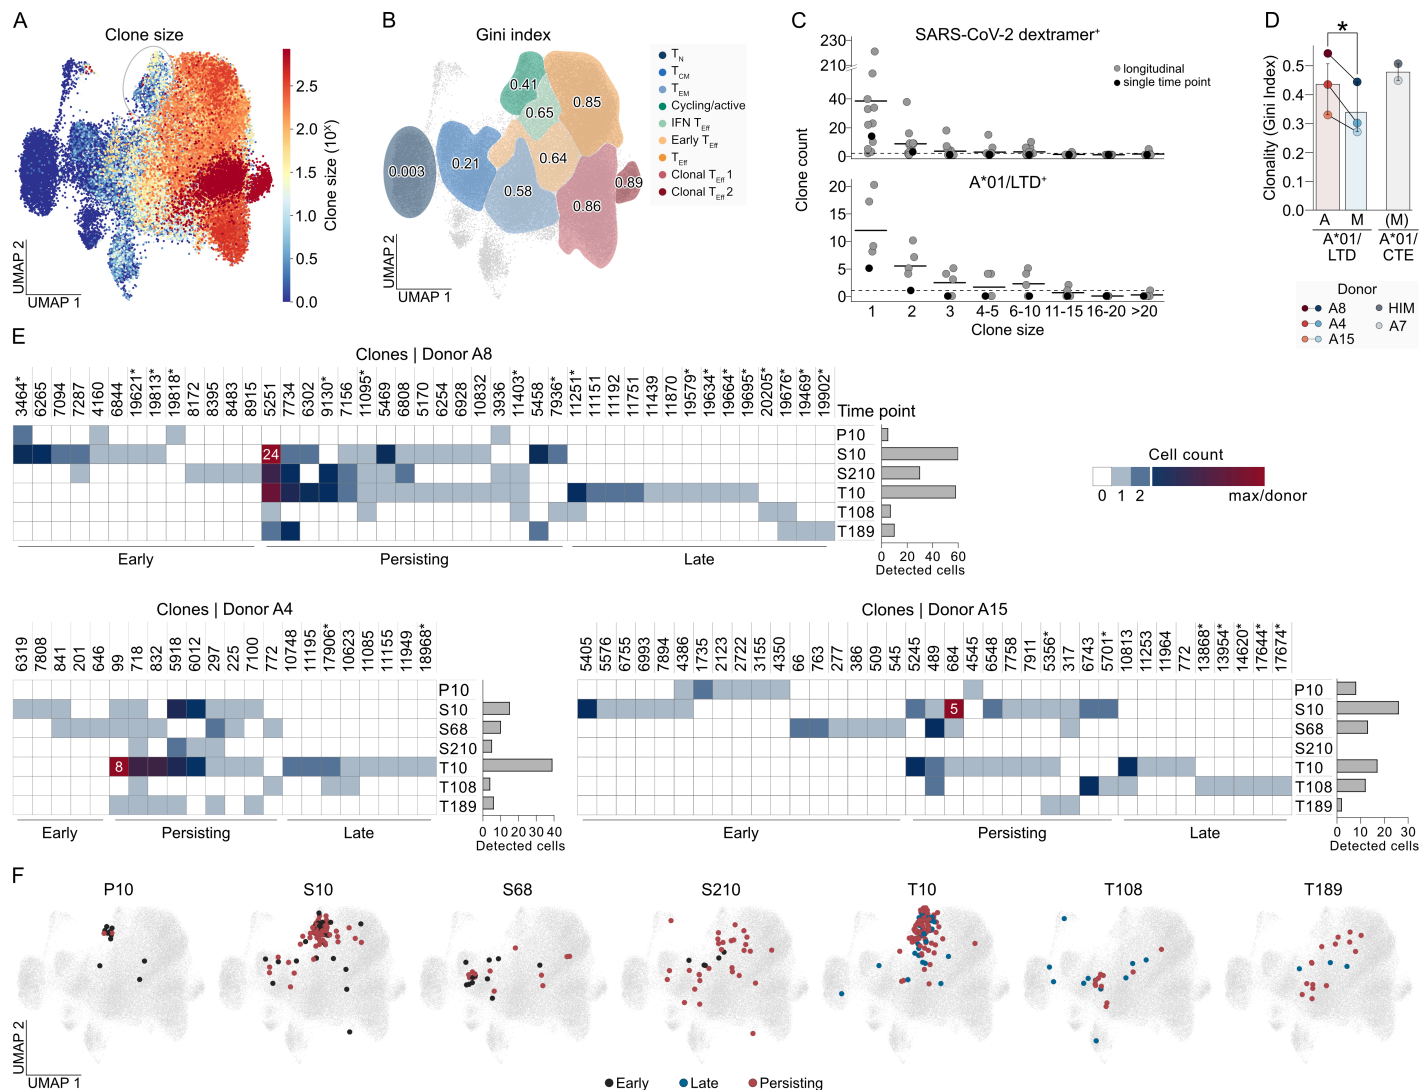 A
Clone size
2.5
2.0
1.5
1.0
0.5
0.0
Clone size (10ˣ)
UMAP 2
UMAP 1
B
Gini index
0.41
0.65
0.85
0.003
0.21
0.64
0.58
0.89
0.86
UMAP 2
UMAP 1
T_N
T_CM
T_EM
Cycling/active
IFN T_Eff
Early T_Eff
T_Eff
Clonal T_Eff 1
Clonal T_Eff 2
C
SARS-CoV-2 dextramer⁺
longitudinal
single time point
230
210
40
20
0
Clone count
A*01/LTD⁺
20
15
10
5
0
1 2 3 4-5 6-10 11-15 16-20 >20
Clone size
D
*
Clonality (Gini Index)
0.5
0.4
0.3
0.2
0.1
0.0
A M (M)
A*01/ LTD
A*01/ CTE
Donor
A8 HIM
A4 A7
A15
E
Clones | Donor A8
3464* 6265 7094 7287 4160 6844 19621* 19813* 19818* 8172 8395 8483 8915 5251 7734 6302 9130* 7156 11095* 5469 6808 5170 6254 6928 10832 3936 11403* 5458 7936* 11251* 11151 11192 11751 11439 11870 19579* 19634* 19664* 19695* 20205* 19676* 19469* 19902*
Time point
P10
24 S10
S210
T10
T108
T189
Early Persisting Late
0 20 40 60
Detected cells
Cell count
0 1 2 max/donor
Clones | Donor A4
6319 7808 841 201 646 99 718 832 5918 6012 297 225 7100 772 10748 11195 17906* 10623 11085 11155 11949 18968*
P10
S10
S68
S210
8 T10
T108
T189
Early Persisting Late
0 10 20 30 40
Detected cells
Clones | Donor A15
5405 5576 6755 6993 7894 4386 1735 2123 2722 3155 4350 66 763 277 386 509 545 5245 489 684 4545 6548 7758 7911 5356* 317 6743 5701* 10813 11253 11964 772 13868* 13954* 14620* 17644* 17674*
P10
5 S10
S68
S210
T10
T108
T189
Early Persisting Late
0 10 20 30
Detected cells
F
P10 S10 S68 S210 T10 T108 T189
UMAP 2
UMAP 1
Early Late Persisting